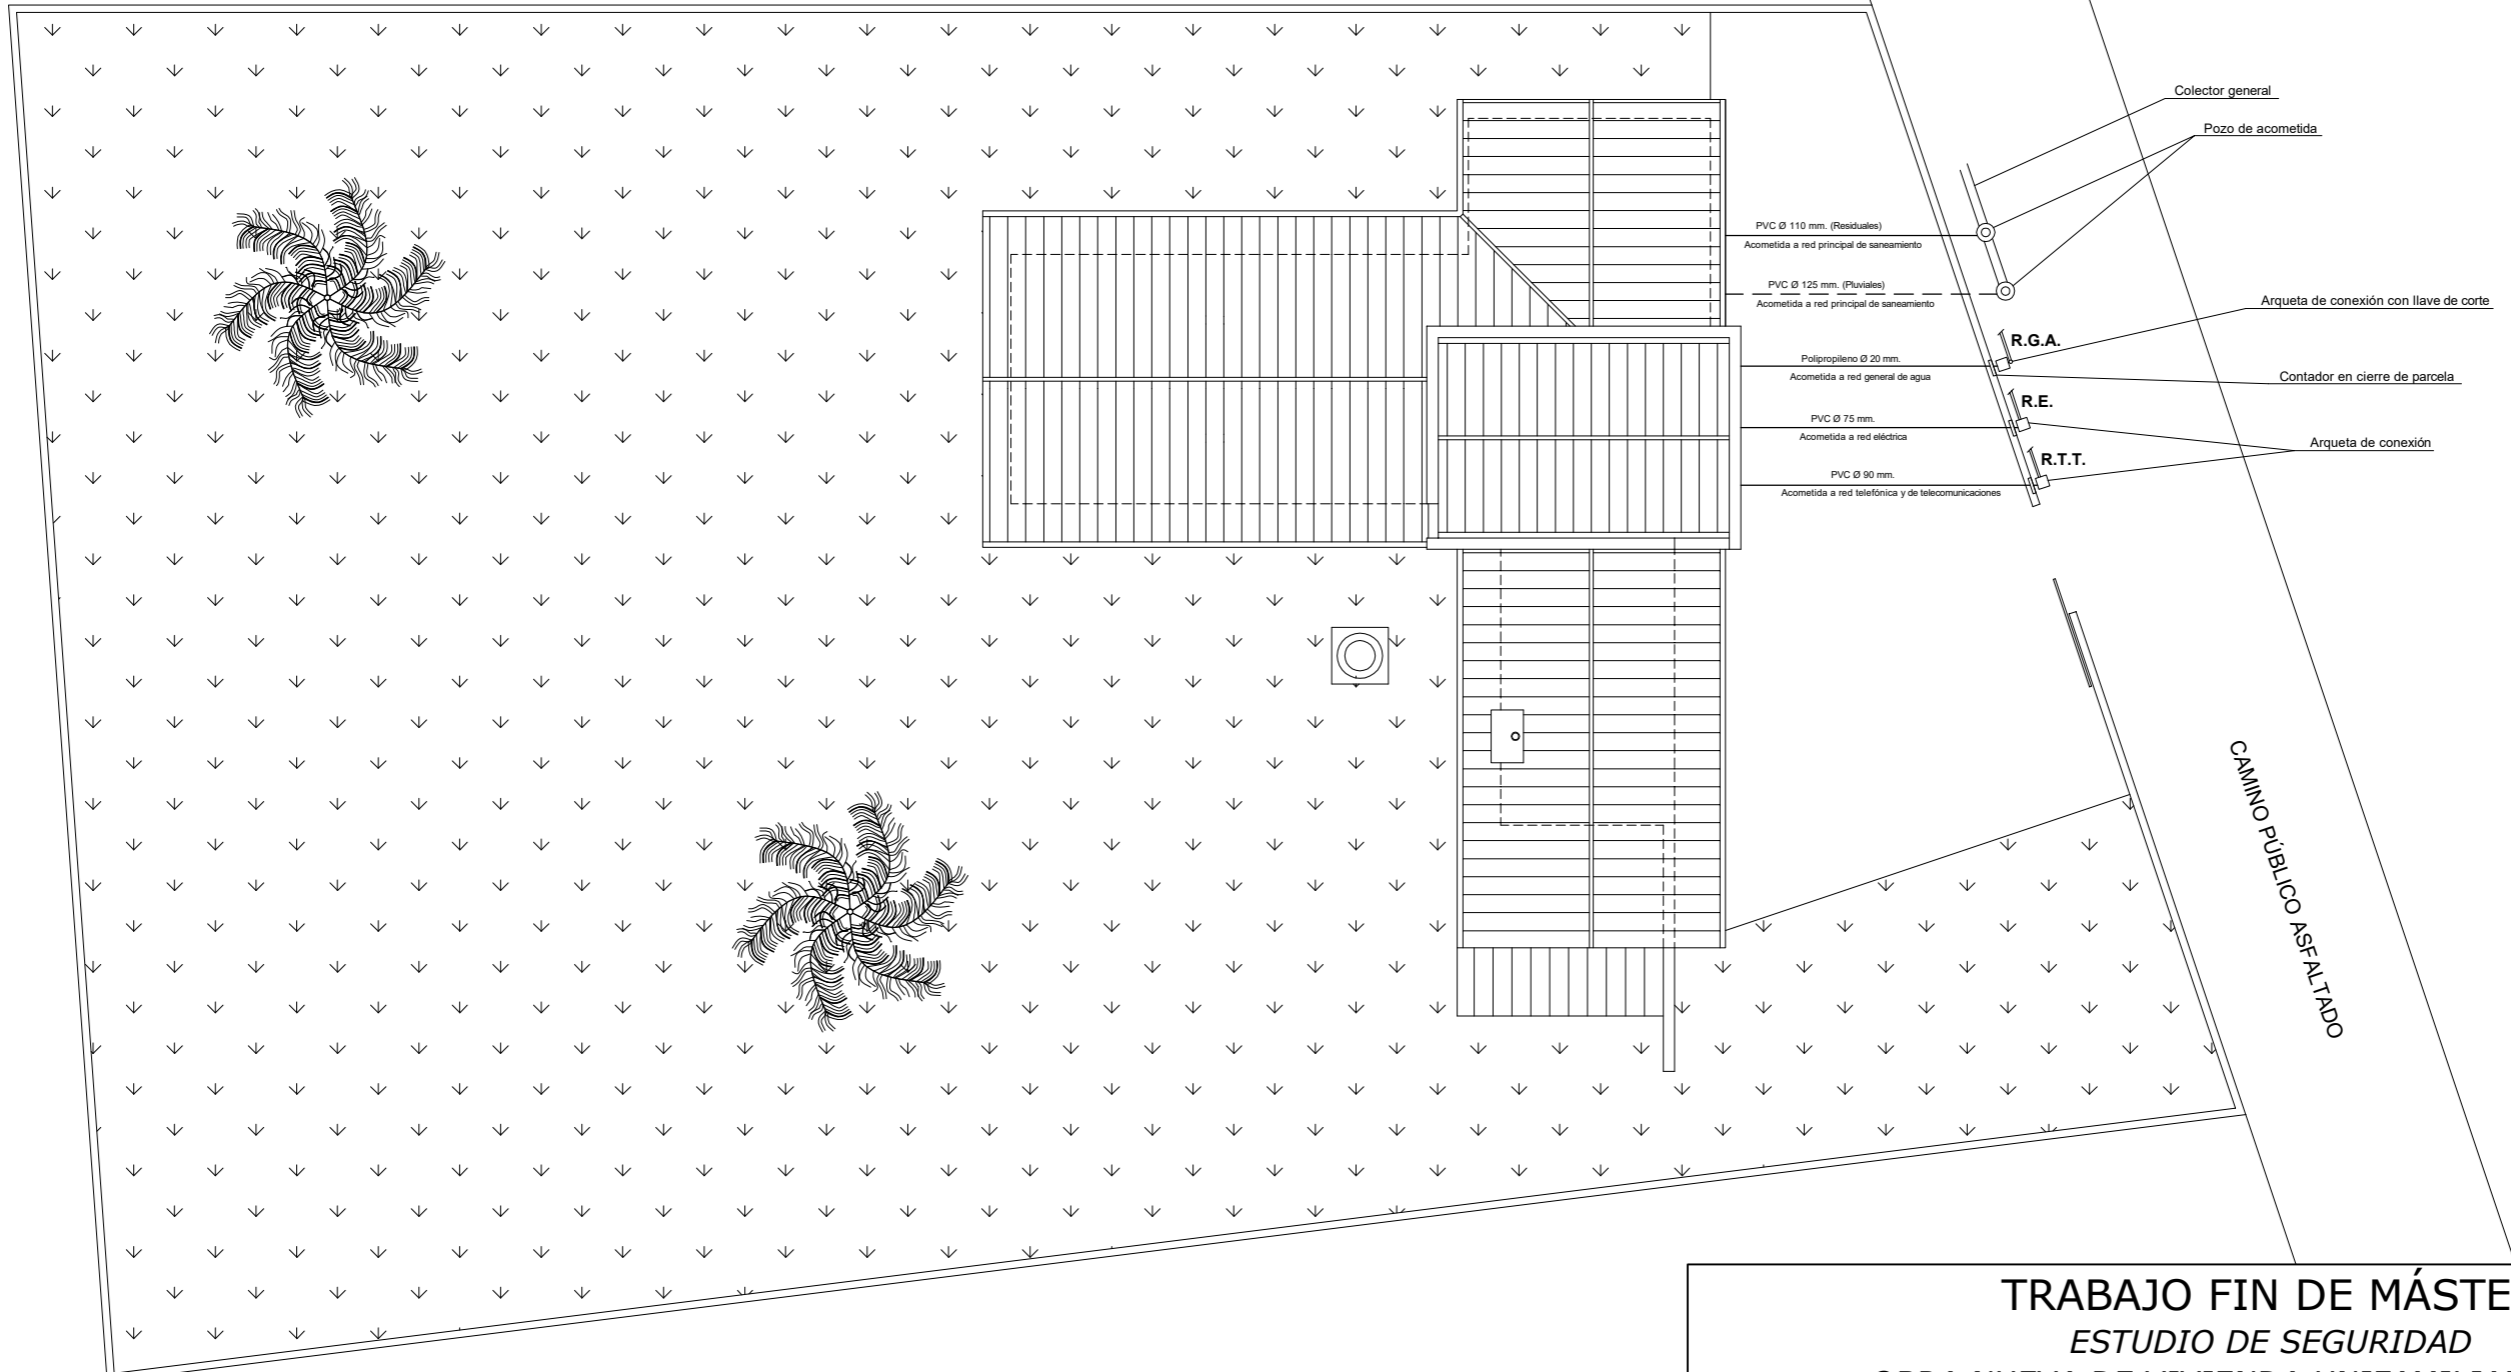 Colector general
Pozo de acometida
PVC Ø 110 mm. (Residuales)
Acometida a red principal de saneamiento
PVC Ø 125 mm. (Pluviales)
Acometida a red principal de saneamiento
Arqueta de conexión con llave de corte
R.G.A.
Polipropileno Ø 20 mm.
Acometida a red general de agua
Contador en cierre de parcela
R.E.
PVC Ø 75 mm.
Acometida a red eléctrica
Arqueta de conexión
R.T.T.
PVC Ø 90 mm.
Acometida a red telefónica y de telecomunicaciones
CAMINO PÚBLICO ASFALTADO
TRABAJO FIN DE MÁSTE
ESTUDIO DE SEGURIDAD